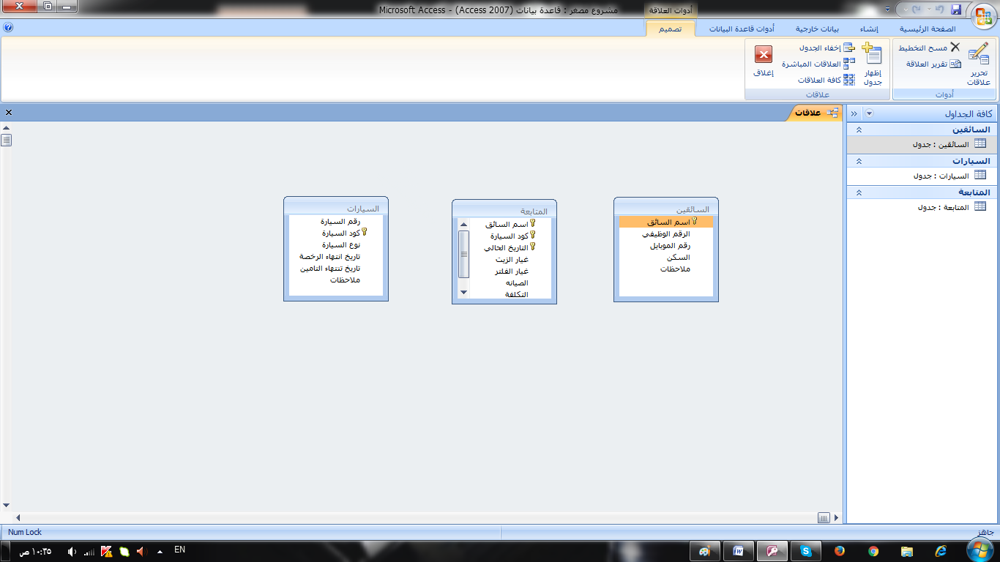 أدوات العلاقة
مشروع مصغر : قاعدة بيانات (Access 2007) - Microsoft Access
الصفحة الرئيسية
إنشاء
بيانات خارجية
أدوات قاعدة البيانات
تصميم
تحرير علاقات
مسح التخطيط
تقرير العلاقة
أدوات
إظهار جدول
إخفاء الجدول
العلاقات المباشرة
كافة العلاقات
إغلاق
علاقات
كافة الجداول
السائقين
السائقين : جدول
السيارات
السيارات : جدول
المتابعة
المتابعة : جدول
علاقات
السائقين
اسم السائق
الرقم الوظيفي
رقم الموبايل
السكن
ملاحظات
المتابعة
اسم السائق
كود السيارة
التاريخ الحالي
غيار الزيت
غيار الفلتر
الصيانه
التكلفة
السيارات
رقم السيارة
كود السيارة
نوع السيارة
تاريخ انتهاء الرخصة
تاريخ تنتهاء التامين
ملاحظات
جاهز
Num Lock
EN
١٠:٣٥ ص